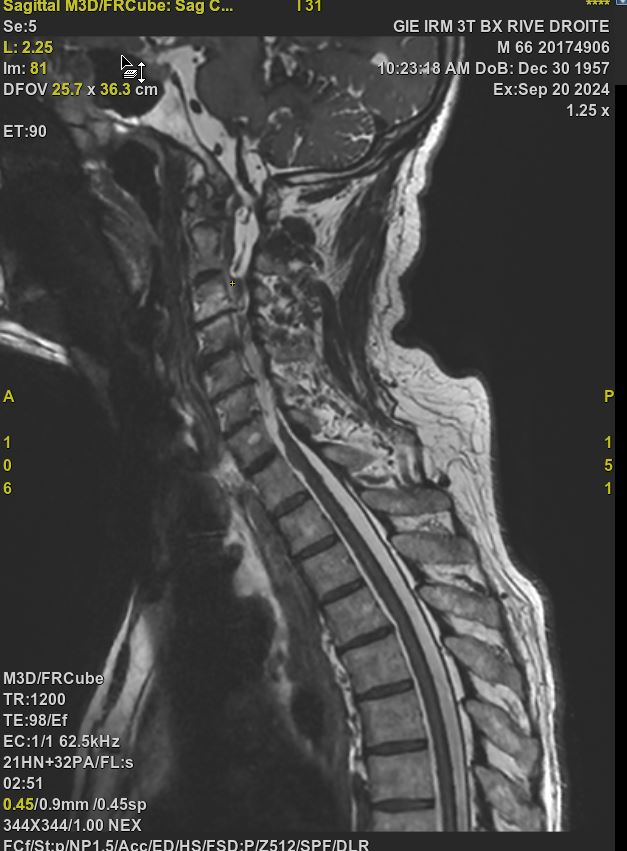 Sagittal M3D/FRCube: Sag C... I 31 ****
Se:5 GIE IRM 3T BX RIVE DROITE
L: 2.25 M 66 20174906
Im: 81 10:23:18 AM DoB: Dec 30 1957
DFOV 25.7 x 36.3 cm Ex:Sep 20 2024
1.25 x
ET:90
A P
1 1
0 5
6 1
M3D/FRCube
TR:1200
TE:98/Ef
EC:1/1 62.5kHz
21HN+32PA/FL:s
02:51
0.45/0.9mm /0.45sp
344X344/1.00 NEX
FCf/St:p/NP1.5/Acc/ED/HS/FSD:P/Z512/SPF/DLR